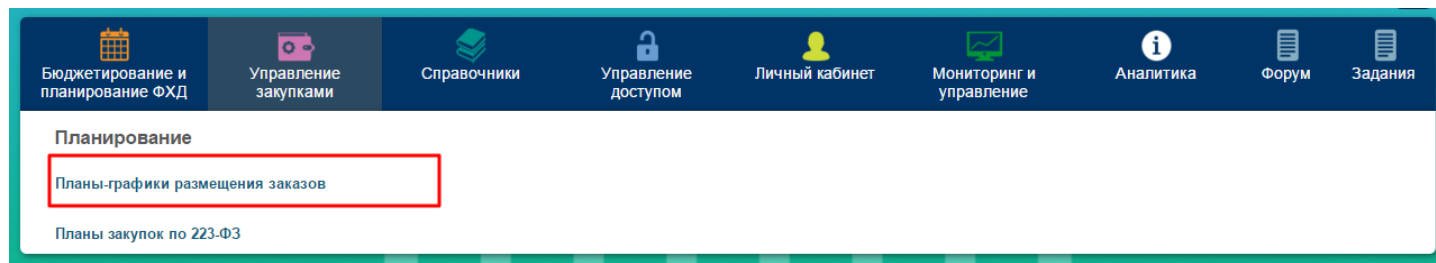 Бюджетирование и
планирование ФХД
Управление
закупками
Справочники
Управление
доступом
Личный кабинет
Мониторинг и
управление
Аналитика
Форум
Задания
Планирование
Планы-графики размещения заказов
Планы закупок по 223-ФЗ